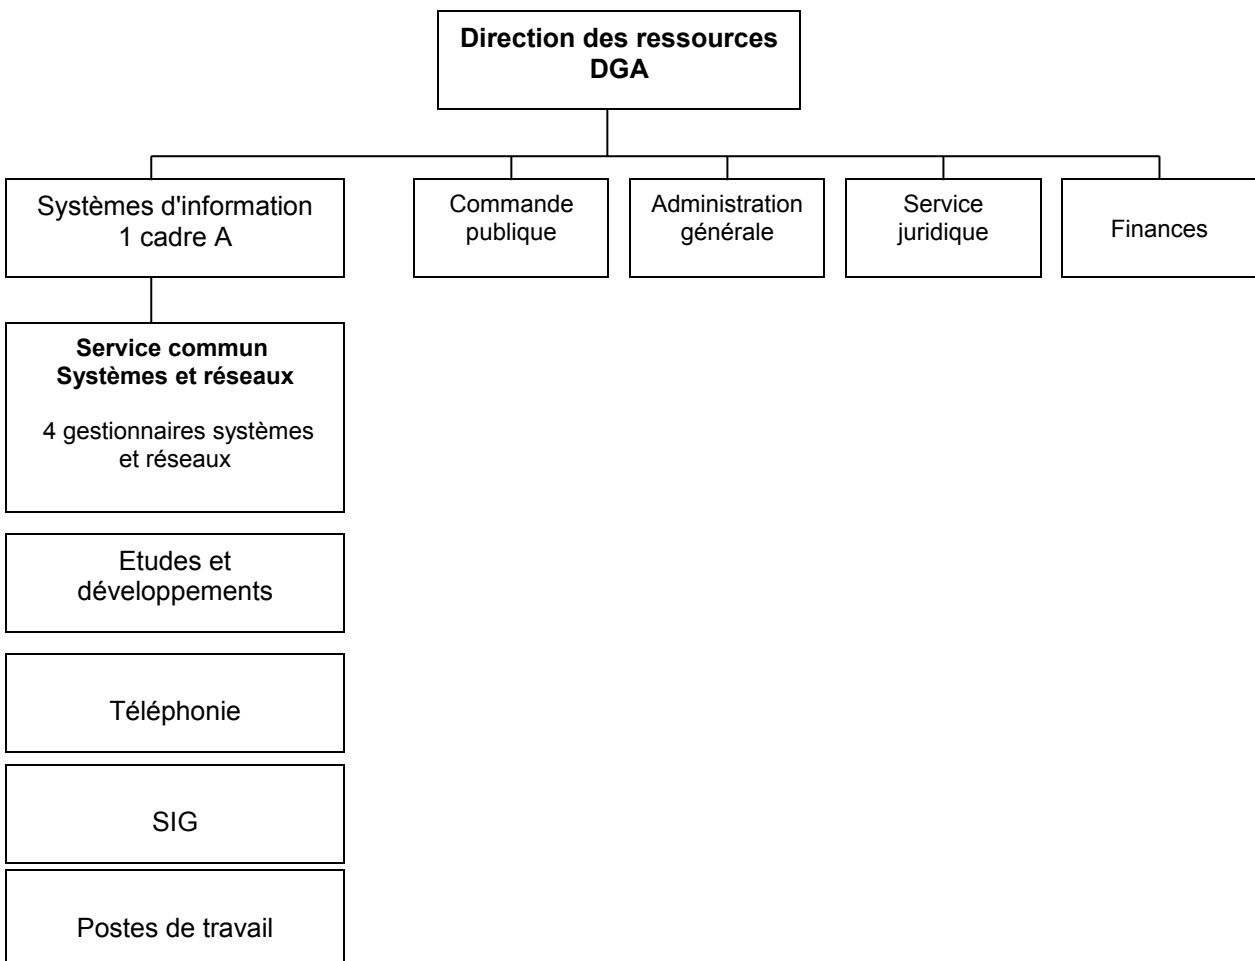 Direction des ressources
DGA
Systèmes d'information
1 cadre A
Commande
publique
Administration
générale
Service
juridique
Finances
Service commun
Systèmes et réseaux
4 gestionnaires systèmes
et réseaux
Etudes et
développements
Téléphonie
SIG
Postes de travail